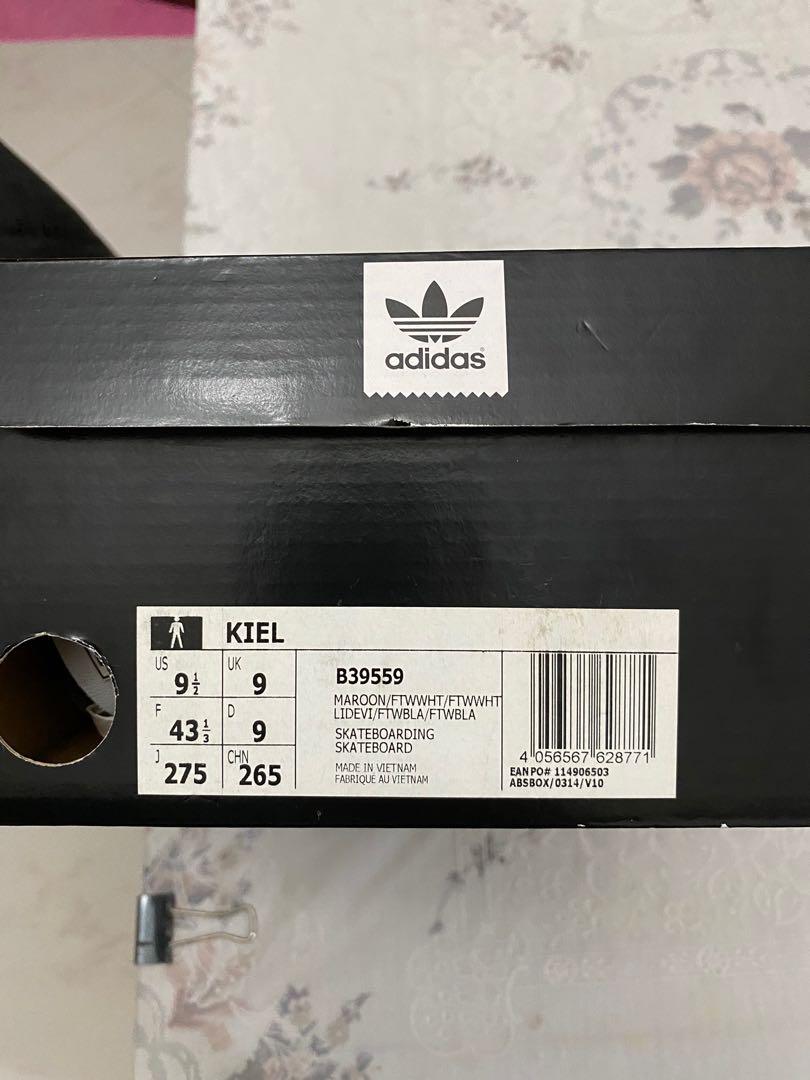 adidas
KIEL
US 9 1/2 UK 9
F 43 1/3 D 9
J 275 CHN 265
B39559
MAROON/FTWWHT/FTWWHT
LIDEVI/FTWBLA/FTWBLA
SKATEBOARDING
SKATEBOARD
MADE IN VIETNAM
FABRIQUÉ AU VIETNAM
4 056567 628771
EAN PO# 114906503
ABSBOX/0314/V10